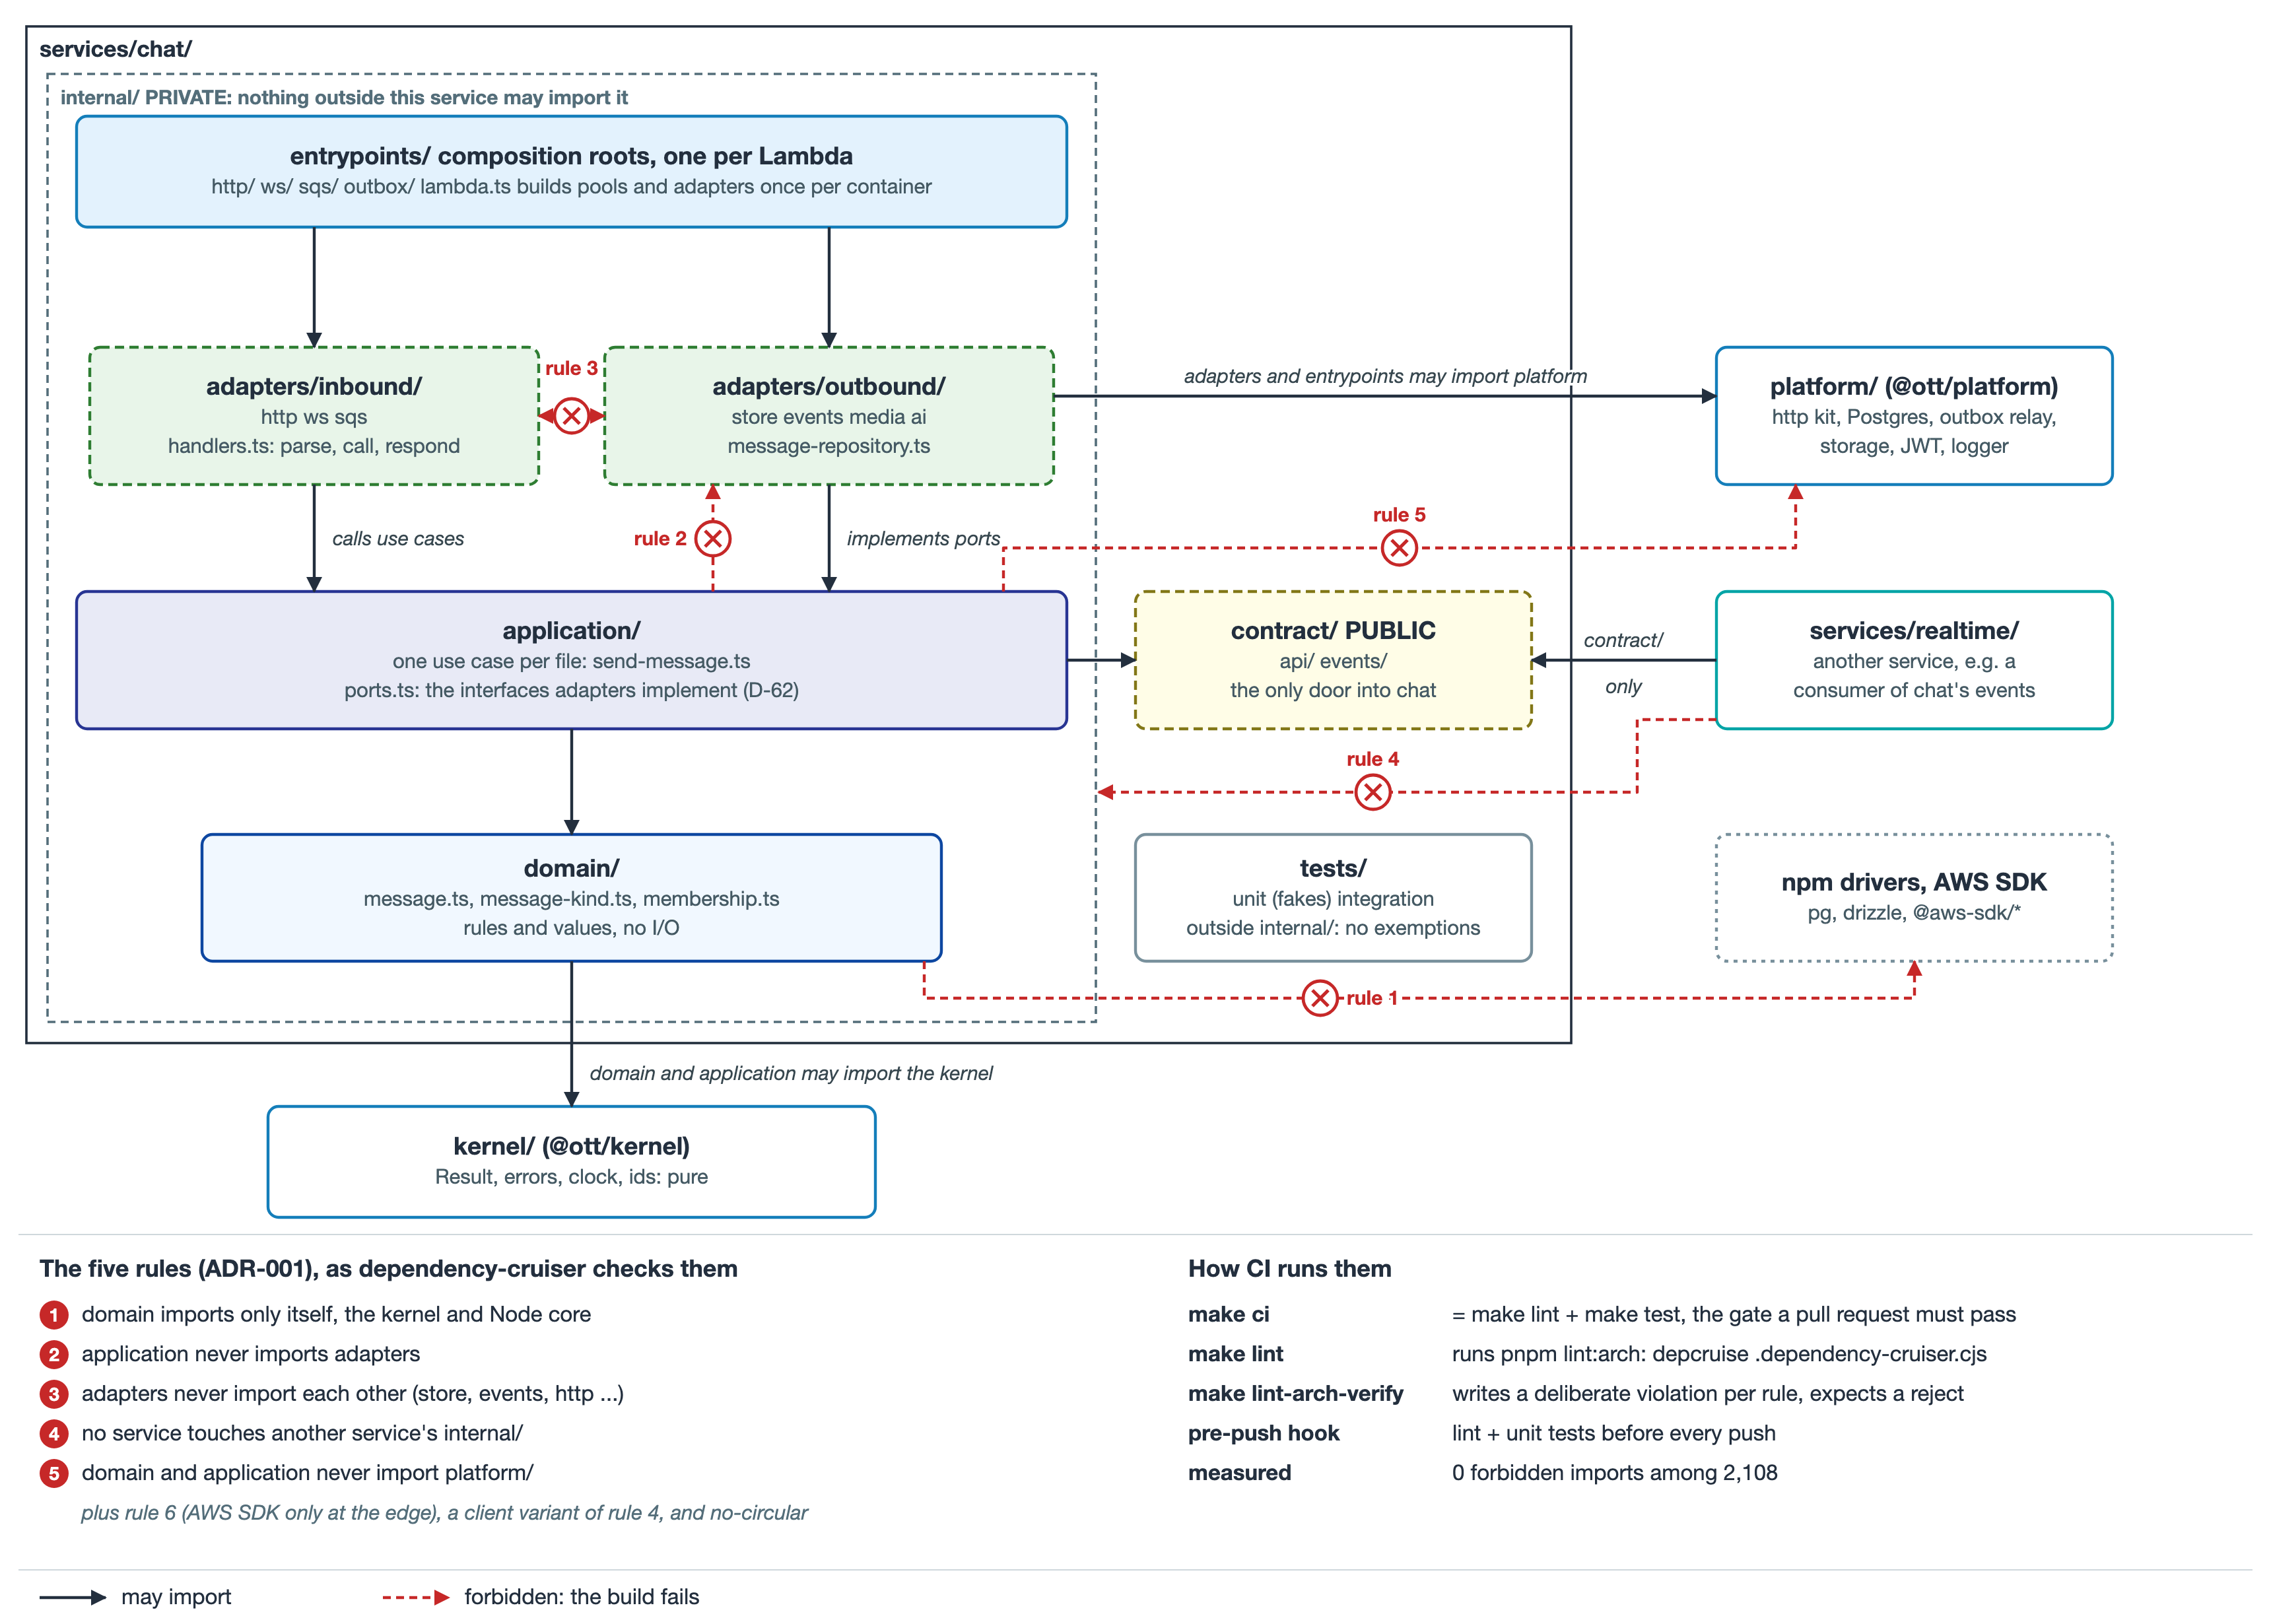 services/chat/
internal/ PRIVATE: nothing outside this service may import it
entrypoints/ composition roots, one per Lambda
http/ ws/ sqs/ outbox/ lambda.ts builds pools and adapters once per container
adapters/inbound/
http ws sqs
handlers.ts: parse, call, respond
rule 3
adapters/outbound/
store events media ai
message-repository.ts
adapters and entrypoints may import platform
platform/ (@ott/platform)
http kit, Postgres, outbox relay,
storage, JWT, logger
calls use cases
rule 2
implements ports
rule 5
application/
one use case per file: send-message.ts
ports.ts: the interfaces adapters implement (D-62)
contract/ PUBLIC
api/ events/
the only door into chat
contract/
only
services/realtime/
another service, e.g. a
consumer of chat's events
rule 4
domain/
message.ts, message-kind.ts, membership.ts
rules and values, no I/O
tests/
unit (fakes) integration
outside internal/: no exemptions
npm drivers, AWS SDK
pg, drizzle, @aws-sdk/*
rule 1
domain and application may import the kernel
kernel/ (@ott/kernel)
Result, errors, clock, ids: pure
The five rules (ADR-001), as dependency-cruiser checks them
1 domain imports only itself, the kernel and Node core
2 application never imports adapters
3 adapters never import each other (store, events, http ...)
4 no service touches another service's internal/
5 domain and application never import platform/
plus rule 6 (AWS SDK only at the edge), a client variant of rule 4, and no-circular
How CI runs them
make ci = make lint + make test, the gate a pull request must pass
make lint runs pnpm lint:arch: depcruise .dependency-cruiser.cjs
make lint-arch-verify writes a deliberate violation per rule, expects a reject
pre-push hook lint + unit tests before every push
measured 0 forbidden imports among 2,108
may import
forbidden: the build fails